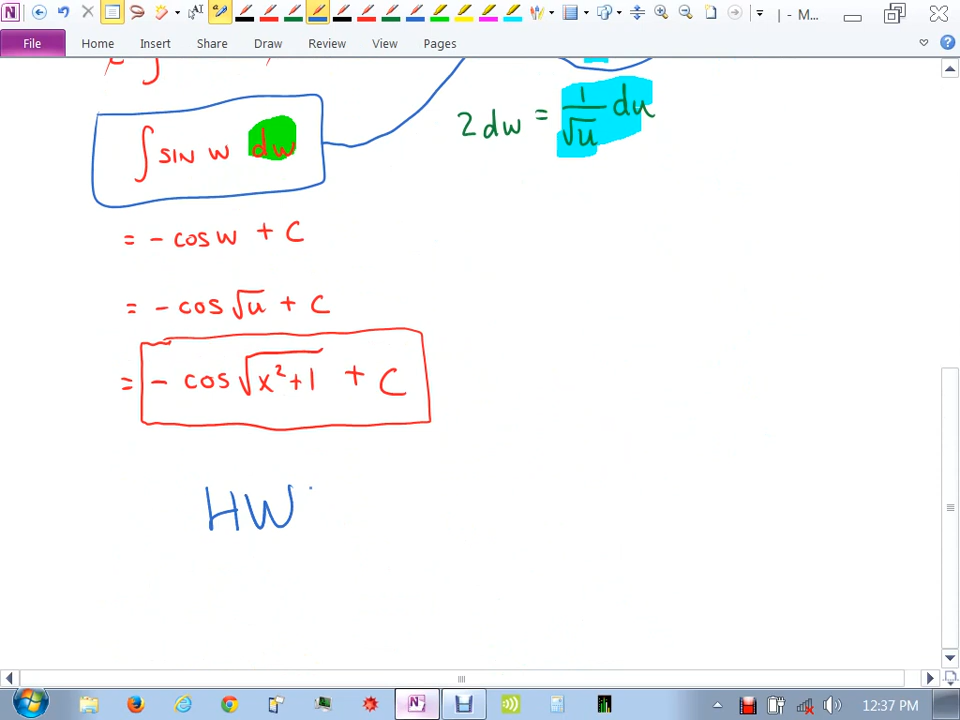 | - M...
File Home Insert Share Draw Review View Pages
2 dw = 1/√u du
∫ SIN W dw
= - cos w + C
= - cos √u + C
= - cos √x²+1 + C
HW
12:37 PM